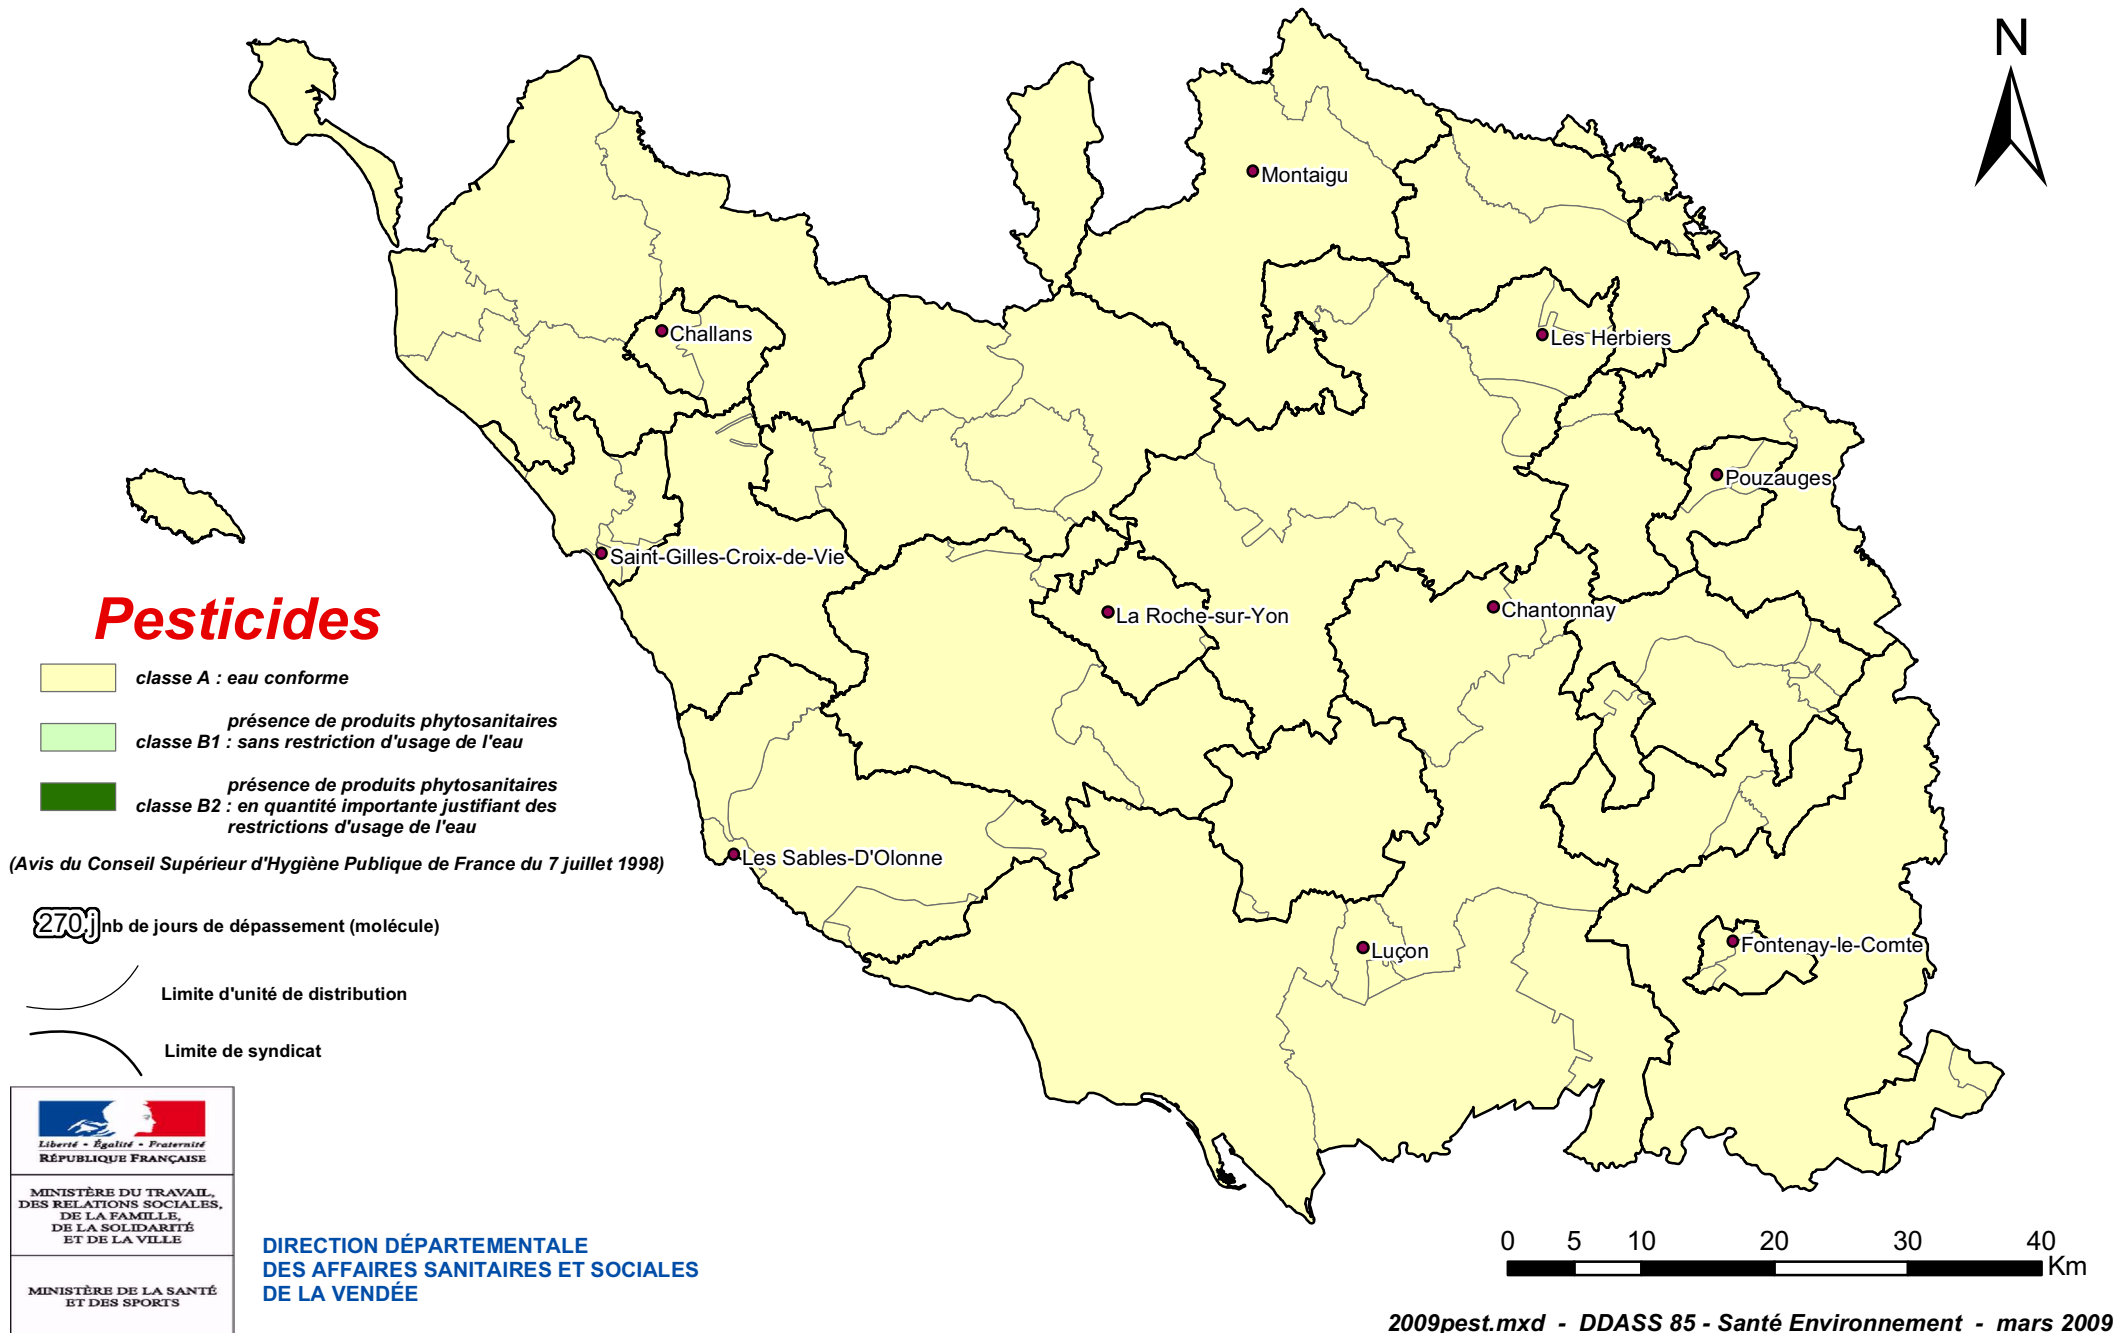 N
Montaigu
Challans
Les Herbiers
Pouzauges
Saint-Gilles-Croix-de-Vie
La Roche-sur-Yon
Chantonnay
Les Sables-D'Olonne
Luçon
Fontenay-le-Comte
Pesticides
classe A : eau conforme
présence de produits phytosanitaires
classe B1 : sans restriction d'usage de l'eau
présence de produits phytosanitaires
classe B2 : en quantité importante justifiant des
restrictions d'usage de l'eau
(Avis du Conseil Supérieur d'Hygiène Publique de France du 7 juillet 1998)
270 j nb de jours de dépassement (molécule)
Limite d'unité de distribution
Limite de syndicat
Liberté • Égalité • Fraternité
RÉPUBLIQUE FRANÇAISE
MINISTÈRE DU TRAVAIL,
DES RELATIONS SOCIALES,
DE LA FAMILLE,
DE LA SOLIDARITÉ
ET DE LA VILLE
MINISTÈRE DE LA SANTÉ
ET DES SPORTS
DIRECTION DÉPARTEMENTALE
DES AFFAIRES SANITAIRES ET SOCIALES
DE LA VENDÉE
0 5 10 20 30 40
Km
2009pest.mxd - DDASS 85 - Santé Environnement - mars 2009